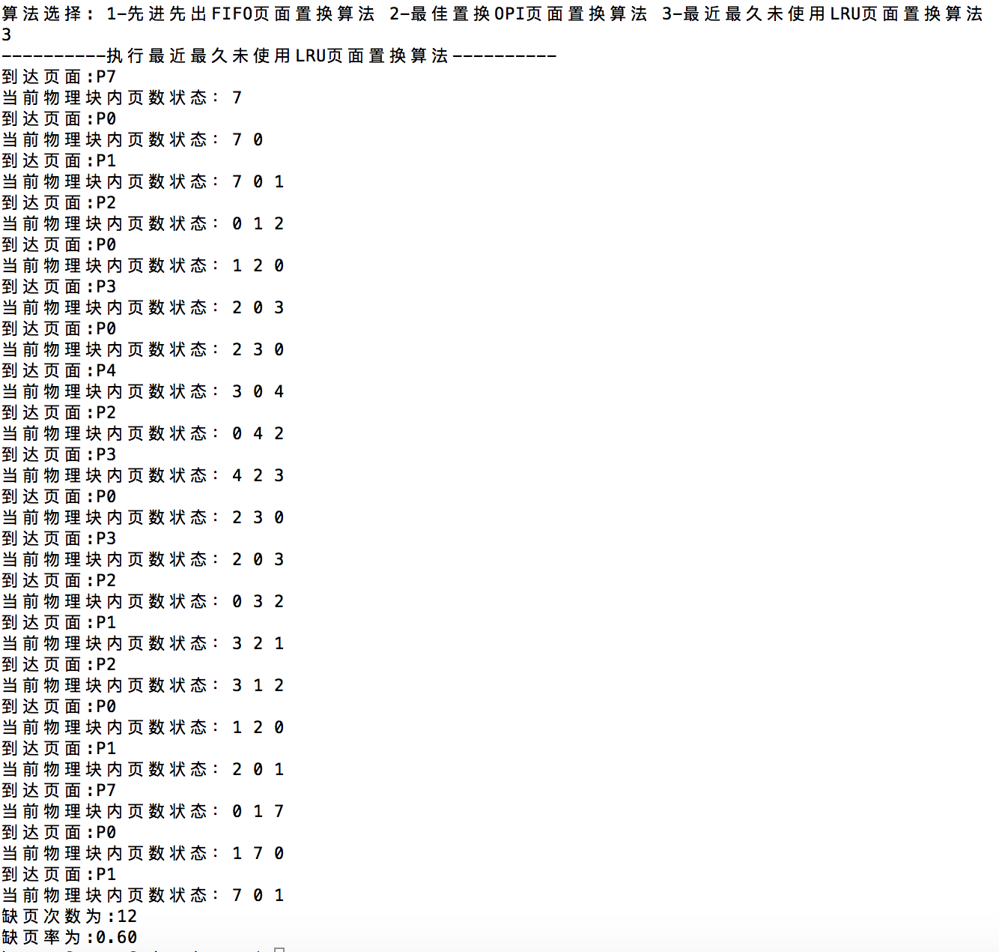 算法选择: 1-先进先出FIFO页面置换算法 2-最佳置换OPI页面置换算法 3-最近最久未使用LRU页面置换算法
3
----------执行最近最久未使用LRU页面置换算法----------
到达页面:P7
当前物理块内页数状态: 7
到达页面:P0
当前物理块内页数状态: 7 0
到达页面:P1
当前物理块内页数状态: 7 0 1
到达页面:P2
当前物理块内页数状态: 0 1 2
到达页面:P0
当前物理块内页数状态: 1 2 0
到达页面:P3
当前物理块内页数状态: 2 0 3
到达页面:P0
当前物理块内页数状态: 2 3 0
到达页面:P4
当前物理块内页数状态: 3 0 4
到达页面:P2
当前物理块内页数状态: 0 4 2
到达页面:P3
当前物理块内页数状态: 4 2 3
到达页面:P0
当前物理块内页数状态: 2 3 0
到达页面:P3
当前物理块内页数状态: 2 0 3
到达页面:P2
当前物理块内页数状态: 0 3 2
到达页面:P1
当前物理块内页数状态: 3 2 1
到达页面:P2
当前物理块内页数状态: 3 1 2
到达页面:P0
当前物理块内页数状态: 1 2 0
到达页面:P1
当前物理块内页数状态: 2 0 1
到达页面:P7
当前物理块内页数状态: 0 1 7
到达页面:P0
当前物理块内页数状态: 1 7 0
到达页面:P1
当前物理块内页数状态: 7 0 1
缺页次数为:12
缺页率为:0.60